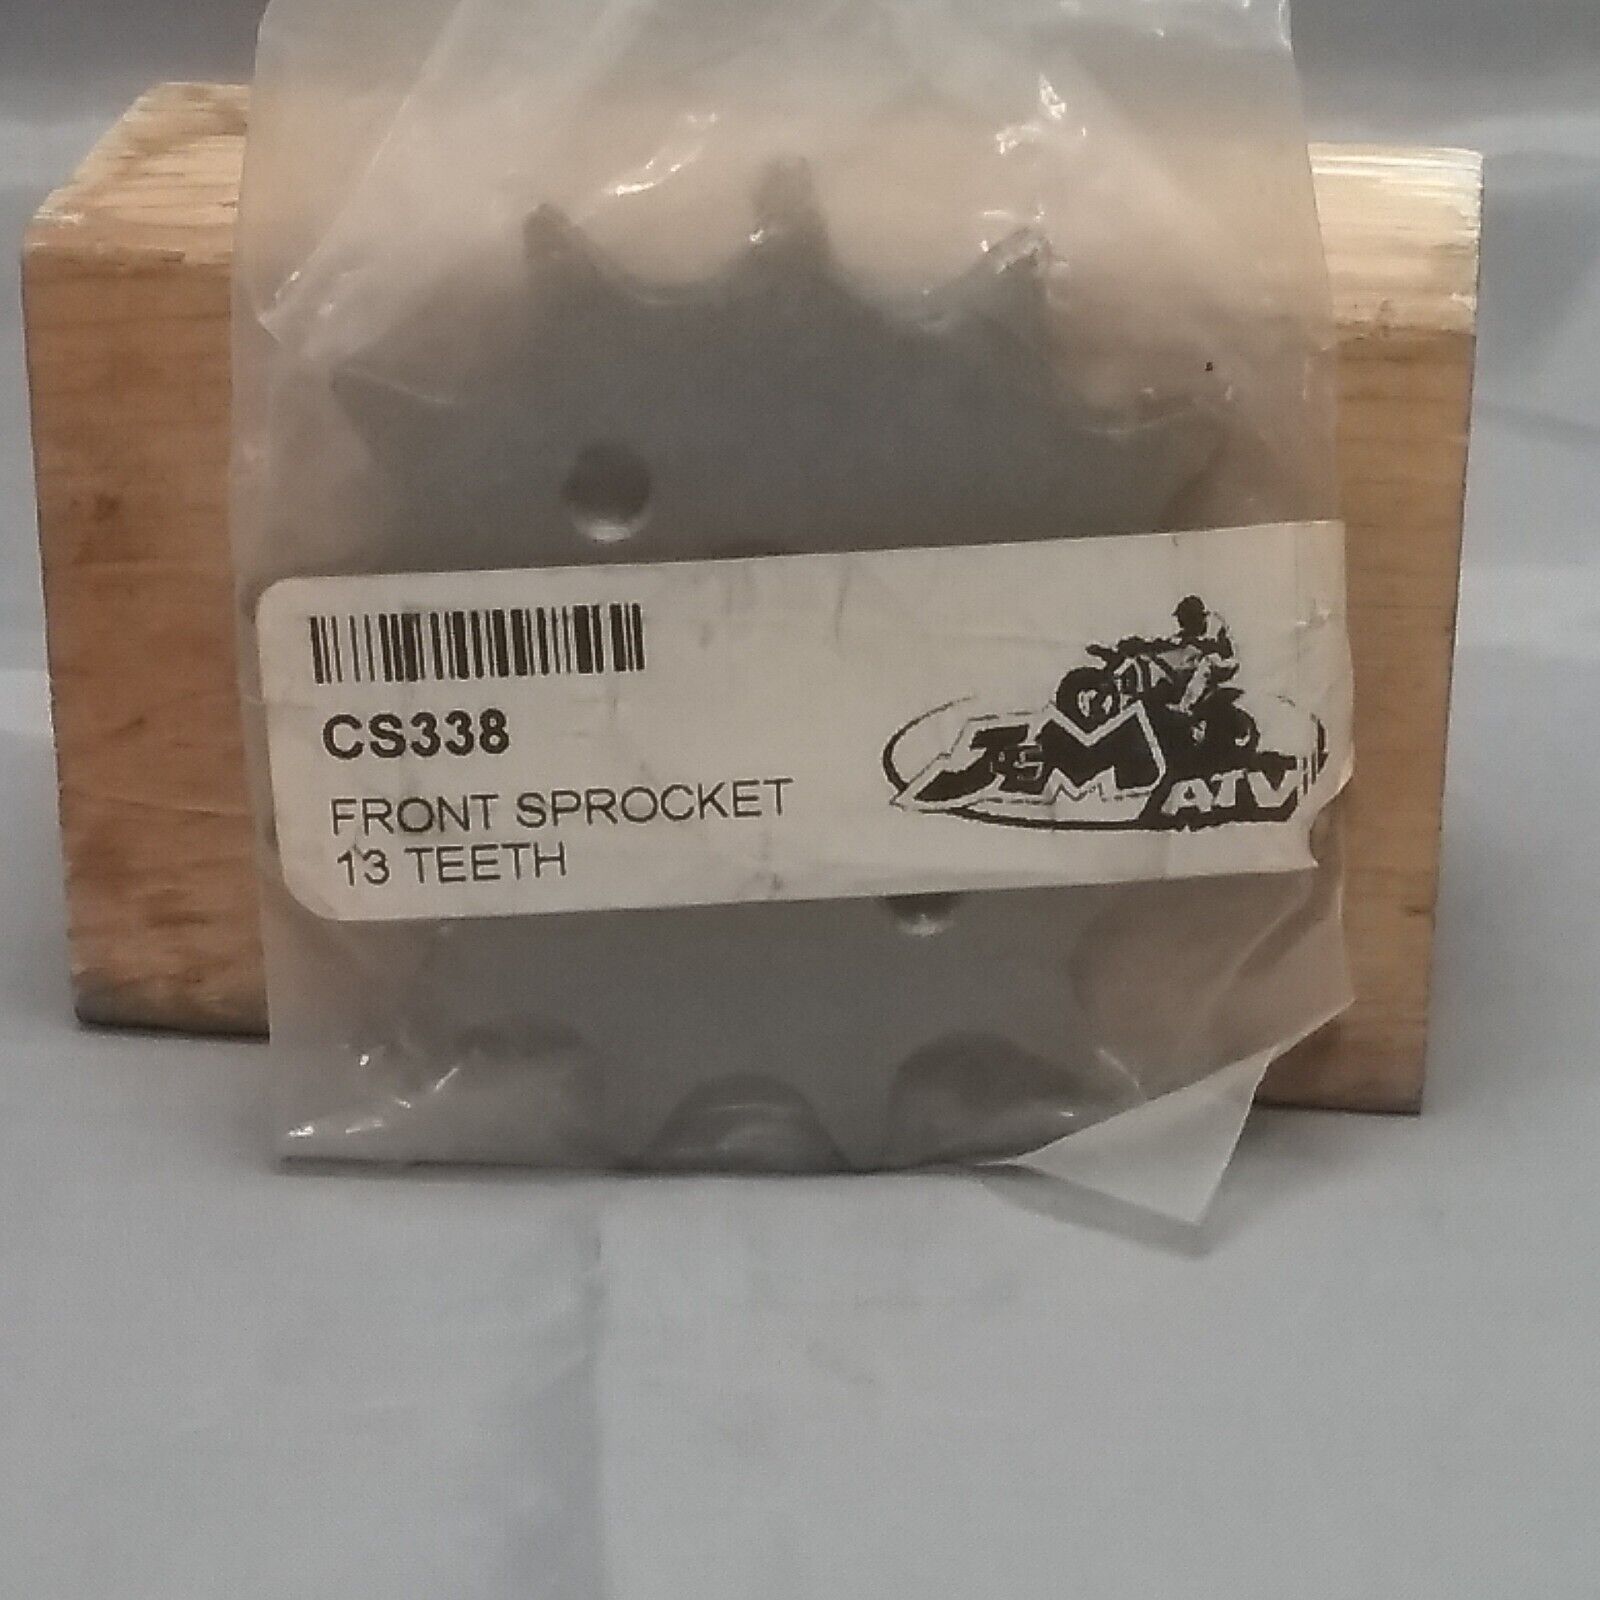 CS338
FRONT SPROCKET
13 TEETH
J&M
ATV